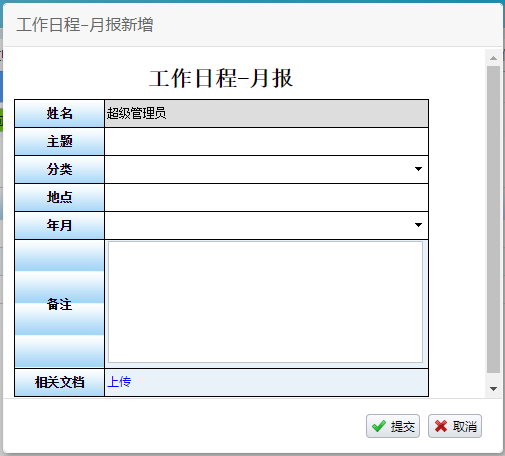 工作日程-月报新增
工作日程-月报
姓名 超级管理员
主题
分类
地点
年月
备注
相关文档 上传
提交 取消